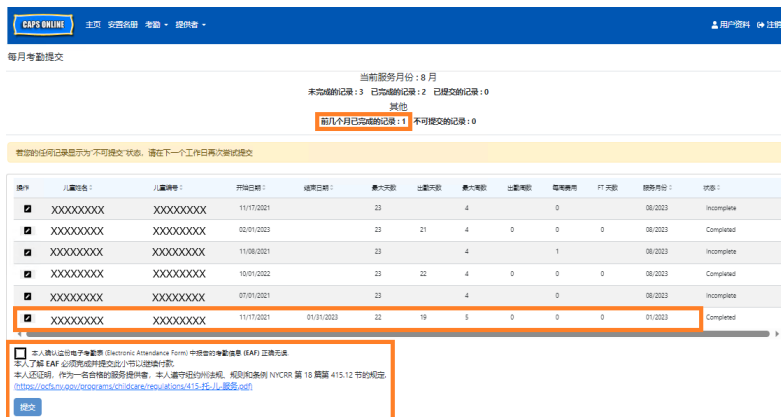 CAPS ONLINE 主页 安置名册 考勤 提供者 用户资料 注销
每月考勤提交
当前服务月份 : 8 月
未完成的记录 : 3 已完成的记录 : 2 已提交的记录 : 0
其他
前几个月已完成的记录 : 1 不可提交的记录 : 0
若您的任何记录显示为“不可提交”状态，请在下一个工作日再次尝试提交
操作 儿童姓名 儿童编号 开始日期 结束日期 最大天数 出勤天数 最大周数 出勤周数 每周费用 FT 天数 服务月份 状态
XXXXXXXX XXXXXXXX 11/17/2021 23 4 0 08/2023 Incomplete
XXXXXXXX XXXXXXXX 02/01/2023 23 21 4 0 0 0 08/2023 Completed
XXXXXXXX XXXXXXXX 11/08/2021 23 4 1 08/2023 Incomplete
XXXXXXXX XXXXXXXX 10/01/2022 23 22 4 0 0 0 08/2023 Completed
XXXXXXXX XXXXXXXX 07/01/2021 23 4 0 08/2023 Incomplete
XXXXXXXX XXXXXXXX 11/17/2021 01/31/2023 22 19 5 0 0 0 01/2023 Completed
本人确认这份电子考勤表 (Electronic Attendance Form) 中报告的考勤信息 (EAF) 正确无误.
本人了解 EAF 必须完成并提交此小节以继续付款.
本人还证明，作为一名合格的服务提供者，本人遵守纽约州法规、规则和条例 NYCRR 第 18 篇第 415.12 节的规定.
(https://ocfs.ny.gov/programs/childcare/regulations/415-托-儿-服务.pdf)
提交